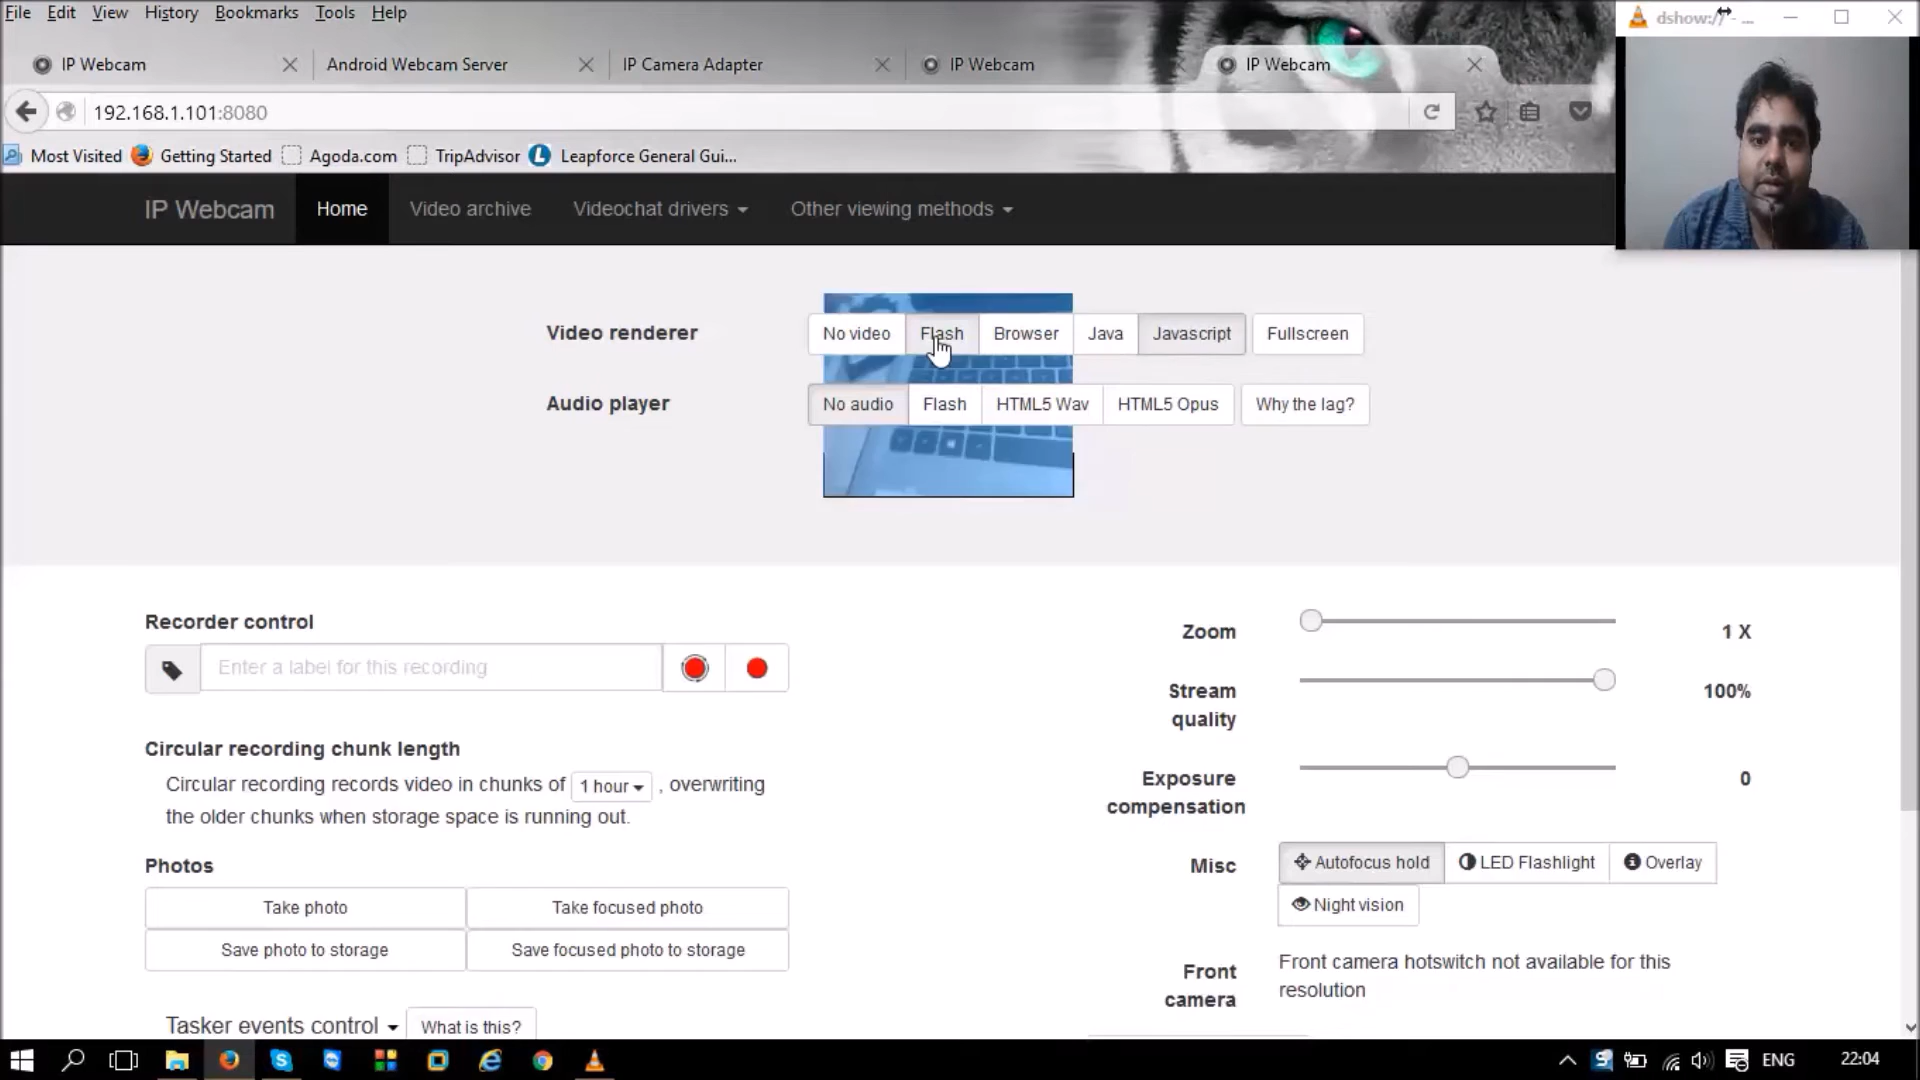 File Edit View History Bookmarks Tools Help
dshow:// - ...
IP Webcam Android Webcam Server IP Camera Adapter IP Webcam IP Webcam
192.168.1.101:8080
Most Visited Getting Started Agoda.com TripAdvisor Leapforce General Gui...
IP Webcam Home Video archive Videochat drivers Other viewing methods
Video renderer No video Flash Browser Java Javascript Fullscreen
Audio player No audio Flash HTML5 Wav HTML5 Opus Why the lag?
Recorder control
Enter a label for this recording
Circular recording chunk length
Circular recording records video in chunks of 1 hour , overwriting
the older chunks when storage space is running out.
Photos
Take photo Take focused photo
Save photo to storage Save focused photo to storage
Tasker events control What is this?
Zoom 1 X
Stream 100%
quality
Exposure 0
compensation
Misc Autofocus hold LED Flashlight Overlay
Night vision
Front Front camera hotswitch not available for this
camera resolution
ENG 22:04